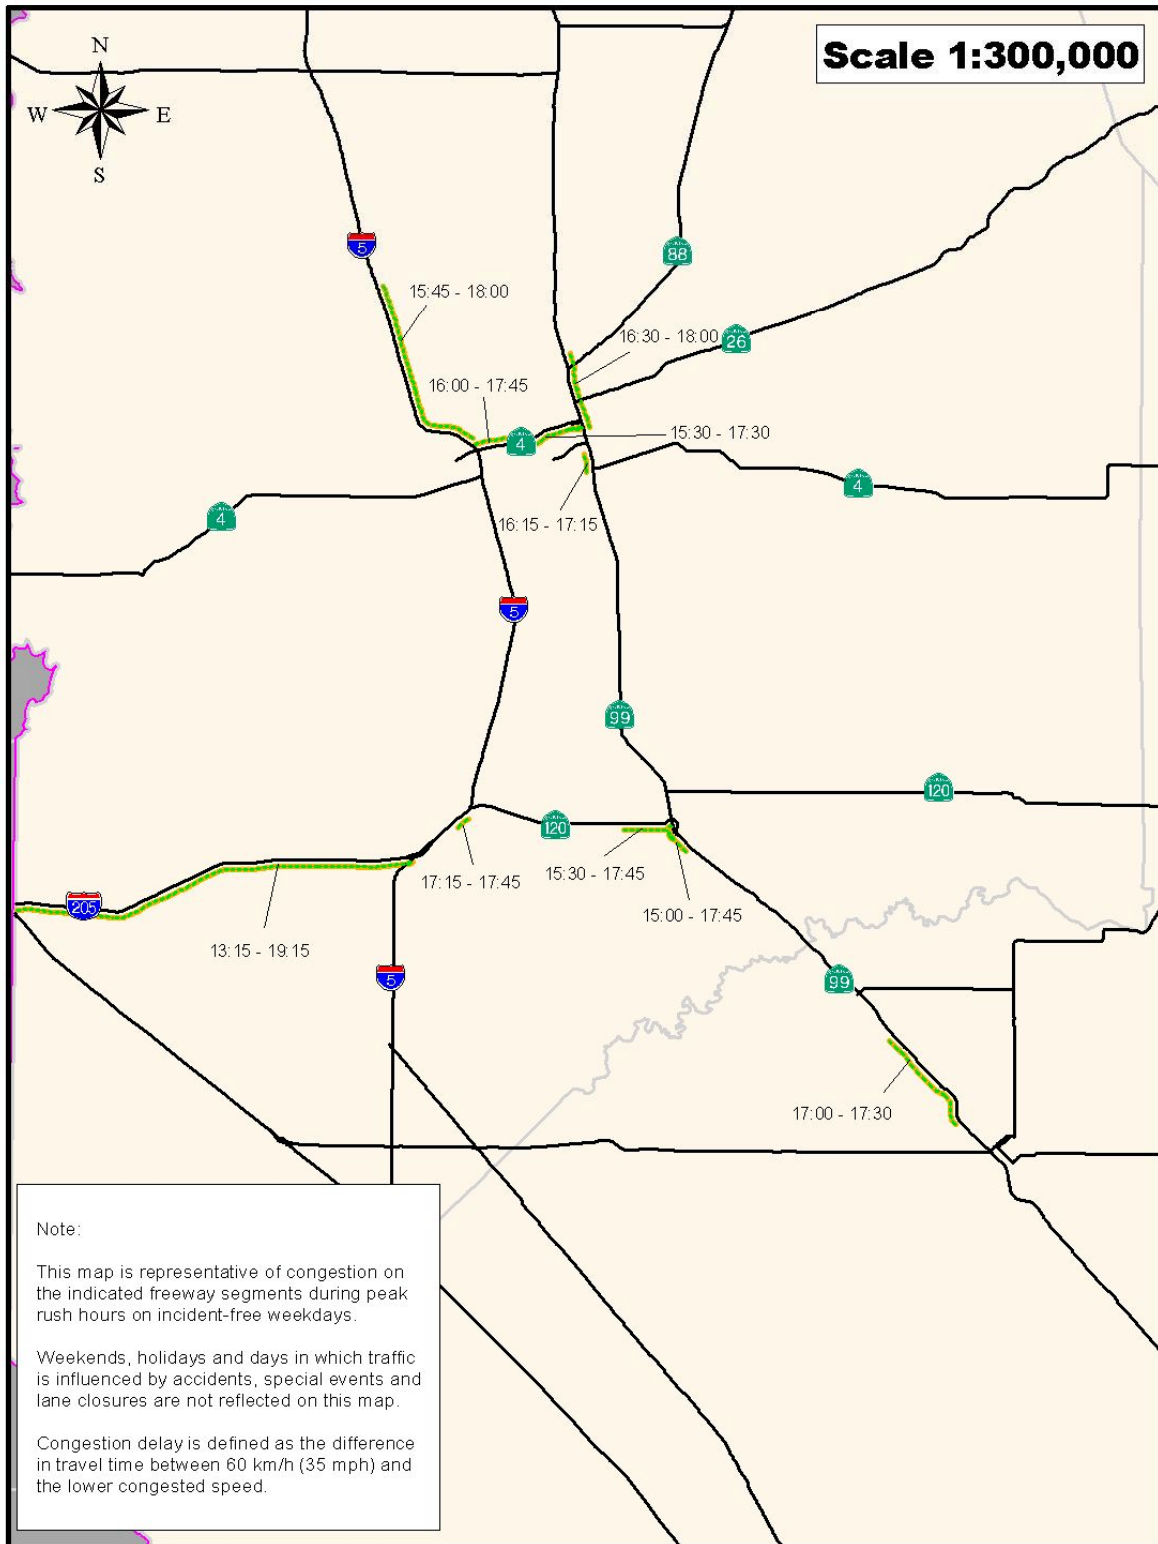 Scale 1:300,000
N
W E
S
5
88
15:45 - 18:00
16:30 - 18:00
26
16:00 - 17:45
15:30 - 17:30
4
4
4
16:15 - 17:15
5
99
120
120
17:15 - 17:45
15:30 - 17:45
205
15:00 - 17:45
13:15 - 19:15
5
99
17:00 - 17:30
Note:
This map is representative of congestion on
the indicated freeway segments during peak
rush hours on incident-free weekdays.
Weekends, holidays and days in which traffic
is influenced by accidents, special events and
lane closures are not reflected on this map.
Congestion delay is defined as the difference
in travel time between 60 km/h (35 mph) and
the lower congested speed.